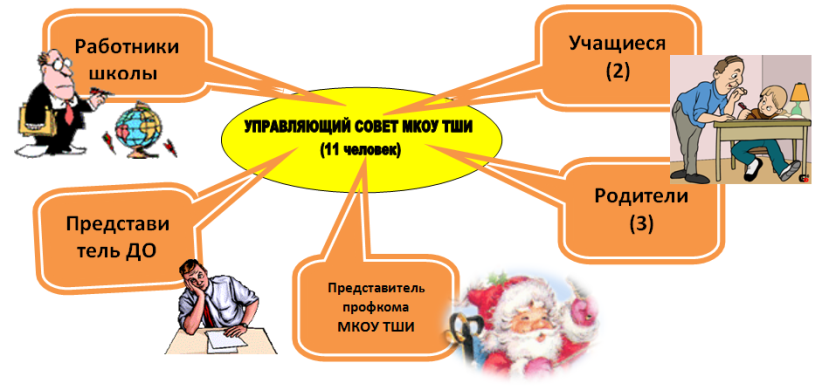 Работники
школы
Учащиеся
(2)
УПРАВЛЯЮЩИЙ СОВЕТ МКОУ ТШИ
(11 человек)
Родители
(3)
Представи
тель ДО
Представитель
профкома
МКОУ ТШИ